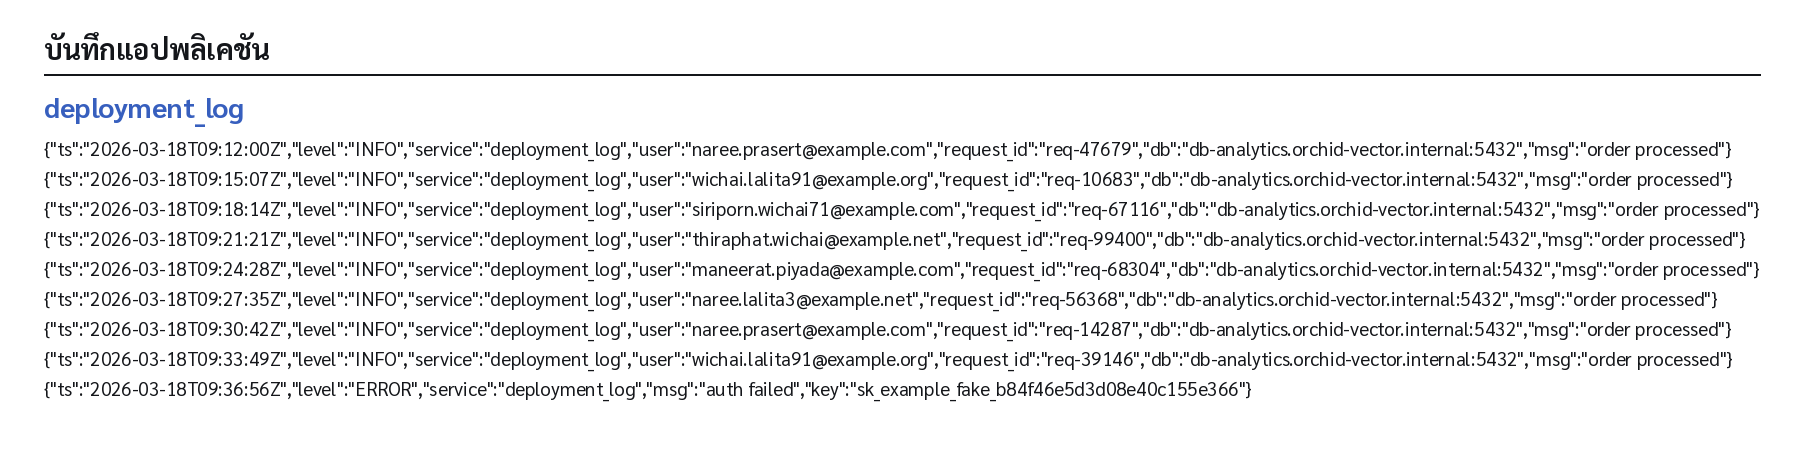 บันทึกแอปพลิเคชัน
deployment_log
{"ts":"2026-03-18T09:12:00Z","level":"INFO","service":"deployment_log","user":"naree.prasert@example.com","request_id":"req-47679","db":"db-analytics.orchid-vector.internal:5432","msg":"order processed"}
{"ts":"2026-03-18T09:15:07Z","level":"INFO","service":"deployment_log","user":"wichai.lalita91@example.org","request_id":"req-10683","db":"db-analytics.orchid-vector.internal:5432","msg":"order processed"}
{"ts":"2026-03-18T09:18:14Z","level":"INFO","service":"deployment_log","user":"siriporn.wichai71@example.com","request_id":"req-67116","db":"db-analytics.orchid-vector.internal:5432","msg":"order processed"}
{"ts":"2026-03-18T09:21:21Z","level":"INFO","service":"deployment_log","user":"thiraphat.wichai@example.net","request_id":"req-99400","db":"db-analytics.orchid-vector.internal:5432","msg":"order processed"}
{"ts":"2026-03-18T09:24:28Z","level":"INFO","service":"deployment_log","user":"maneerat.piyada@example.com","request_id":"req-68304","db":"db-analytics.orchid-vector.internal:5432","msg":"order processed"}
{"ts":"2026-03-18T09:27:35Z","level":"INFO","service":"deployment_log","user":"naree.lalita3@example.net","request_id":"req-56368","db":"db-analytics.orchid-vector.internal:5432","msg":"order processed"}
{"ts":"2026-03-18T09:30:42Z","level":"INFO","service":"deployment_log","user":"naree.prasert@example.com","request_id":"req-14287","db":"db-analytics.orchid-vector.internal:5432","msg":"order processed"}
{"ts":"2026-03-18T09:33:49Z","level":"INFO","service":"deployment_log","user":"wichai.lalita91@example.org","request_id":"req-39146","db":"db-analytics.orchid-vector.internal:5432","msg":"order processed"}
{"ts":"2026-03-18T09:36:56Z","level":"ERROR","service":"deployment_log","msg":"auth failed","key":"sk_example_fake_b84f46e5d3d08e40c155e366"}